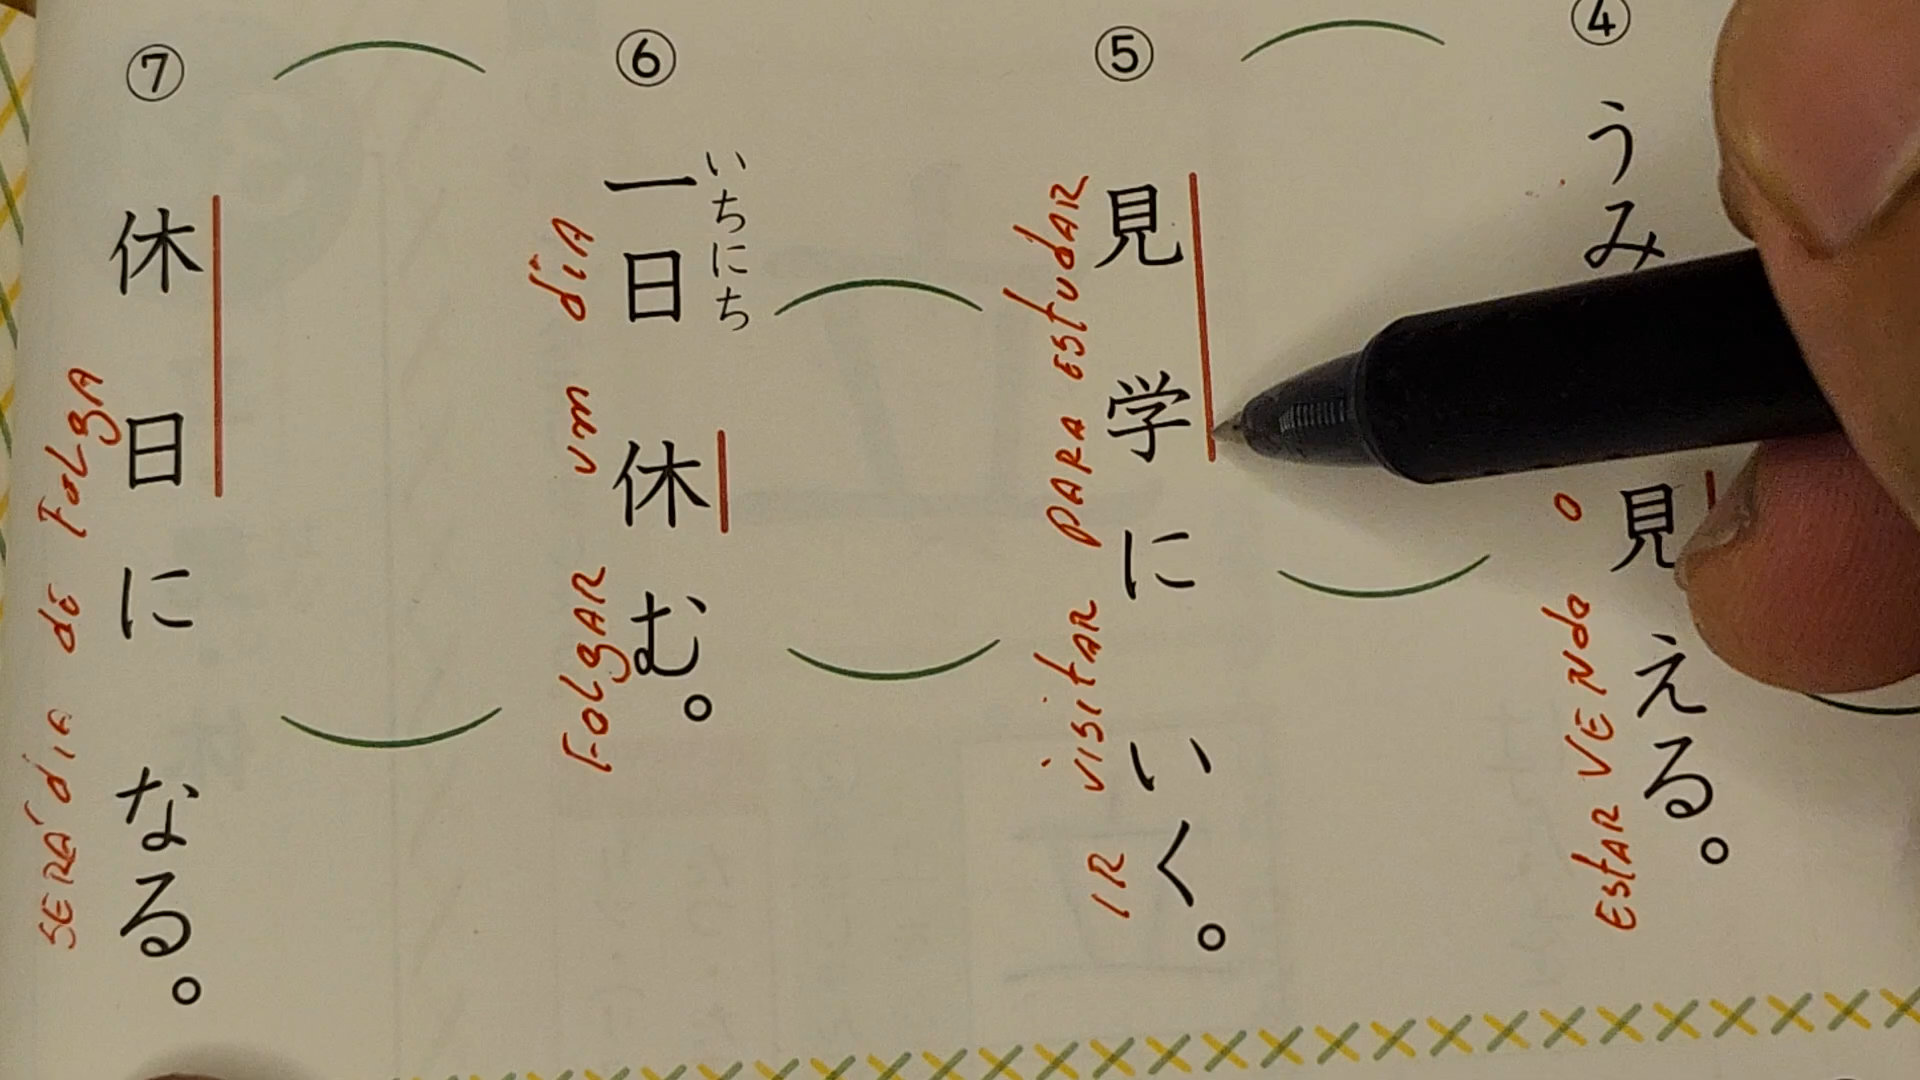 ④
うみ
見える。
Estar vendo o
⑤
見学にいく。
Ir visitar para estudar
⑥
一日休む。
いちにち
Folgar um dia
⑦
休日になる。
Será dia de folga